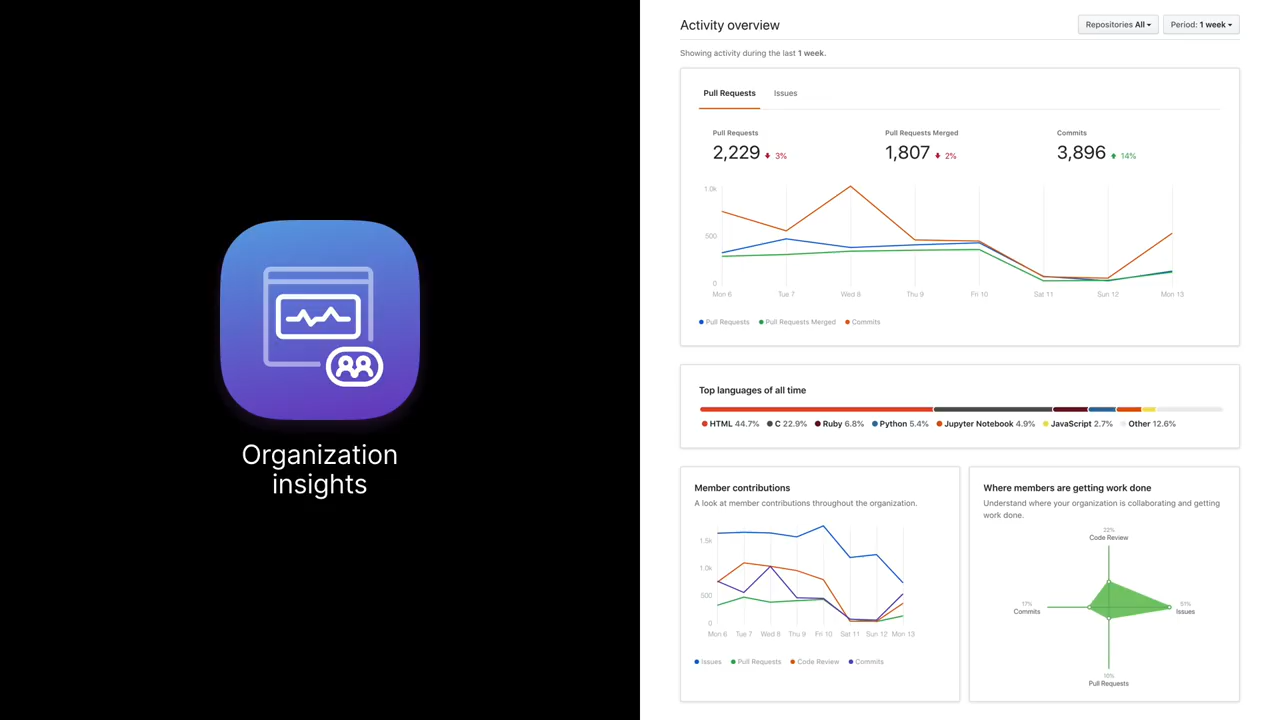 Organization
insights
Activity overview
Repositories All
Period: 1 week
Showing activity during the last 1 week.
Pull Requests
Issues
Pull Requests
Pull Requests Merged
Commits
2,229 3%
1,807 2%
3,896 14%
1.0k
500
0
Mon 6 Tue 7 Wed 8 Thu 9 Fri 10 Sat 11 Sun 12 Mon 13
Pull Requests Pull Requests Merged Commits
Top languages of all time
HTML 44.7% C 22.9% Ruby 6.8% Python 5.4% Jupyter Notebook 4.9% JavaScript 2.7% Other 12.6%
Member contributions
A look at member contributions throughout the organization.
1.5k
1.0k
500
0
Mon 6 Tue 7 Wed 8 Thu 9 Fri 10 Sat 11 Sun 12 Mon 13
Issues Pull Requests Code Review Commits
Where members are getting work done
Understand where your organization is collaborating and getting
work done.
22%
Code Review
17%
Commits
51%
Issues
10%
Pull Requests